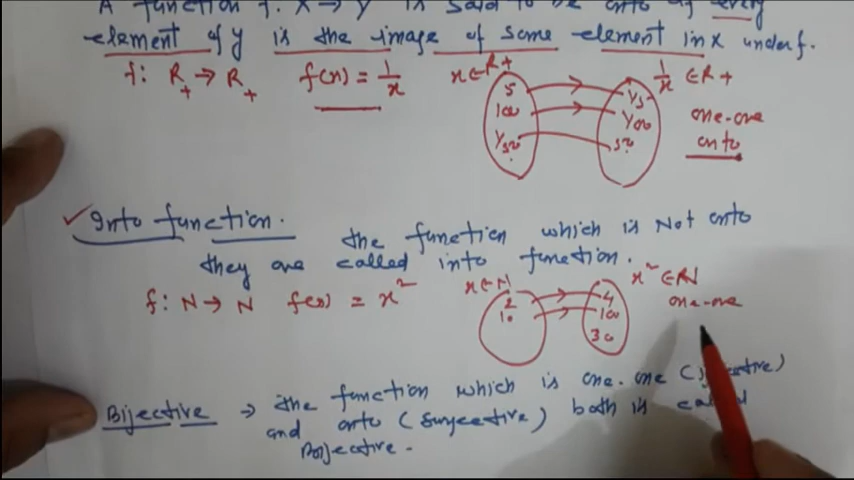 A function f: X → Y is said to be onto if every
element of y is the image of some element in x under f.
f: R+ → R+ f(x) = 1/x x ∈ R+ 1/x ∈ R+
5 1/5
100 1/100 one-one
1/50 50 onto
Into function.
the function which is Not onto
they are called into function.
f: N → N f(x) = x² x ∈ N x² ∈ N
2 4 one-one
10 100
30
Bijective → the function which is one-one (
and onto (Surjective) both is called
Bijective.